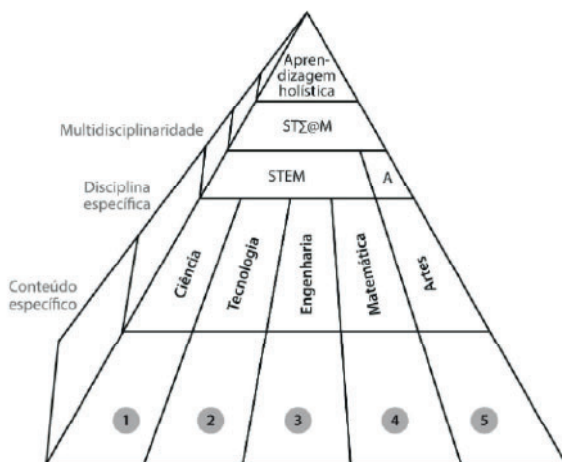 Apren-
dizagem
holística
Multidisciplinaridade
STΣ@M
STEM
A
Disciplina
específica
Ciência
Tecnologia
Engenharia
Matemática
Artes
Conteúdo
específico
1
2
3
4
5